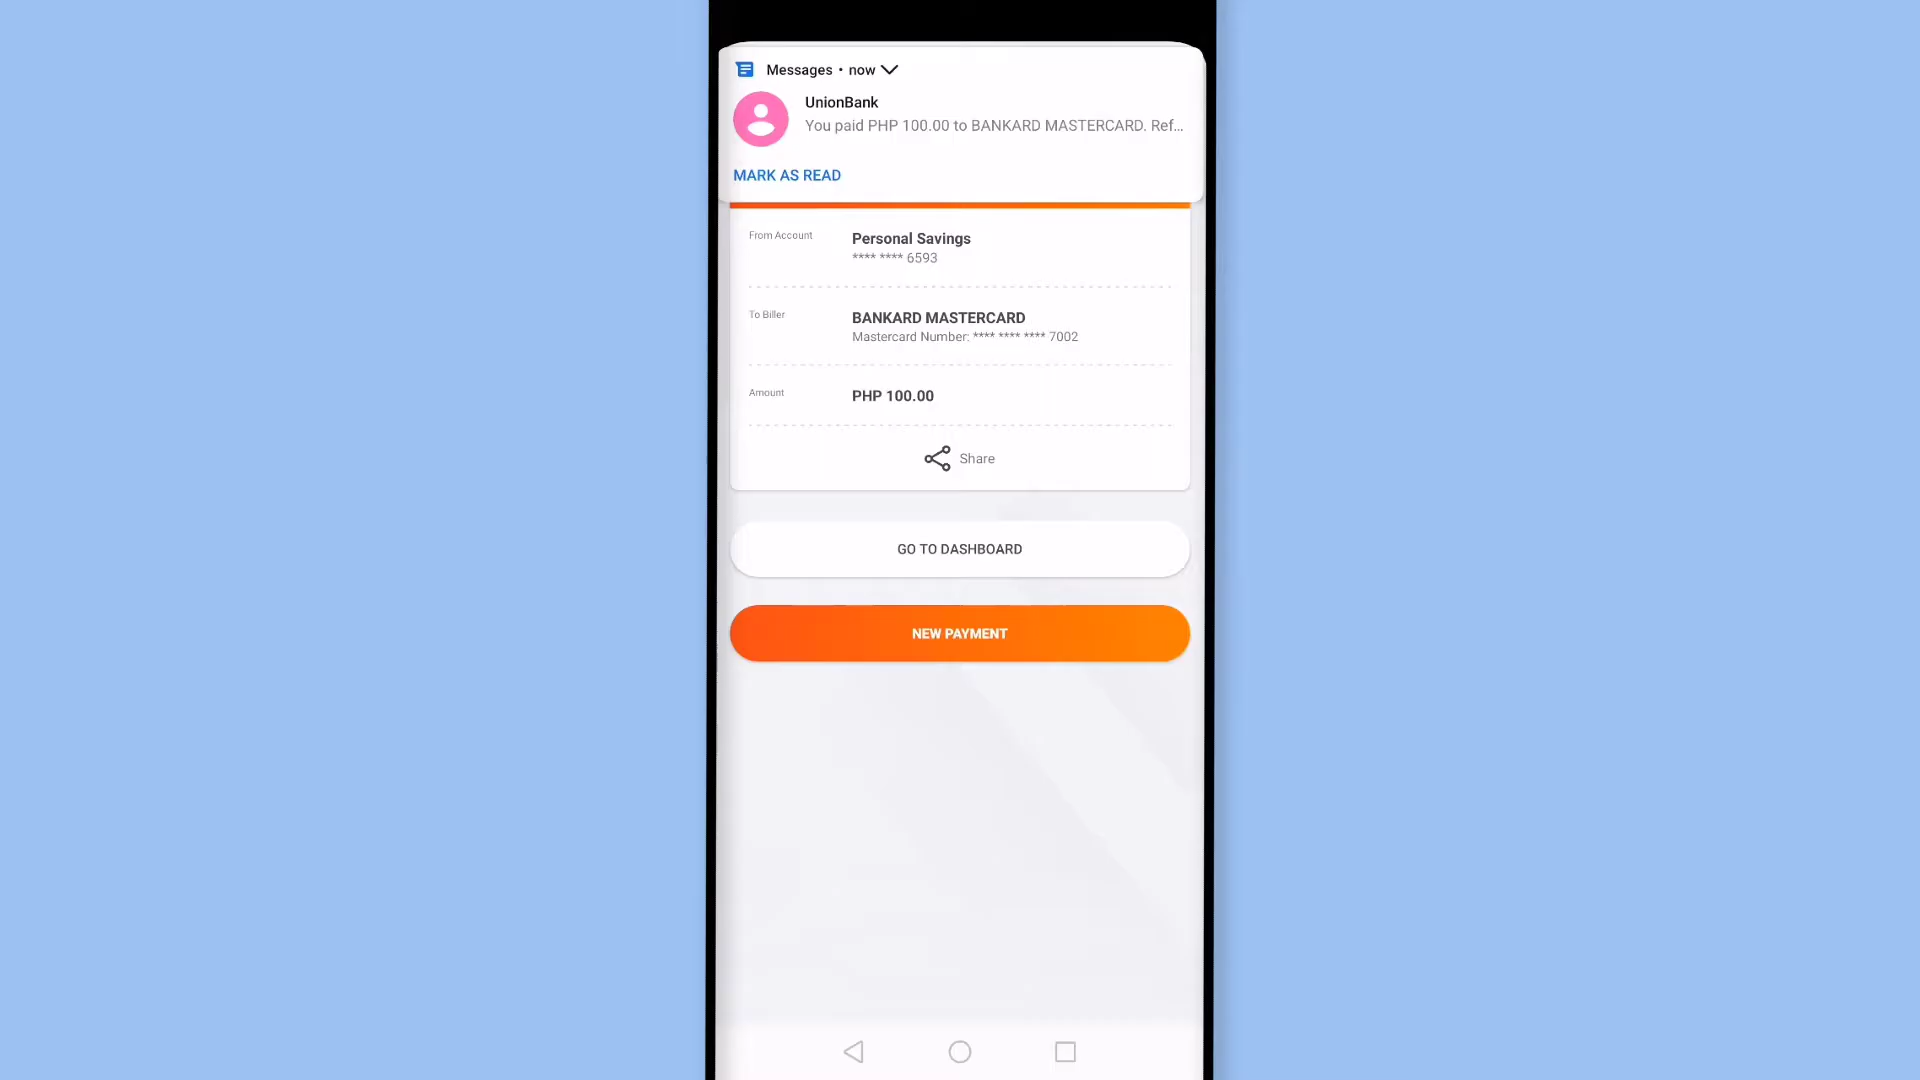 Messages • now
UnionBank
You paid PHP 100.00 to BANKARD MASTERCARD. Ref...
MARK AS READ
From Account
Personal Savings
**** **** 6593
To Biller
BANKARD MASTERCARD
Mastercard Number: **** **** **** 7002
Amount
PHP 100.00
Share
GO TO DASHBOARD
NEW PAYMENT